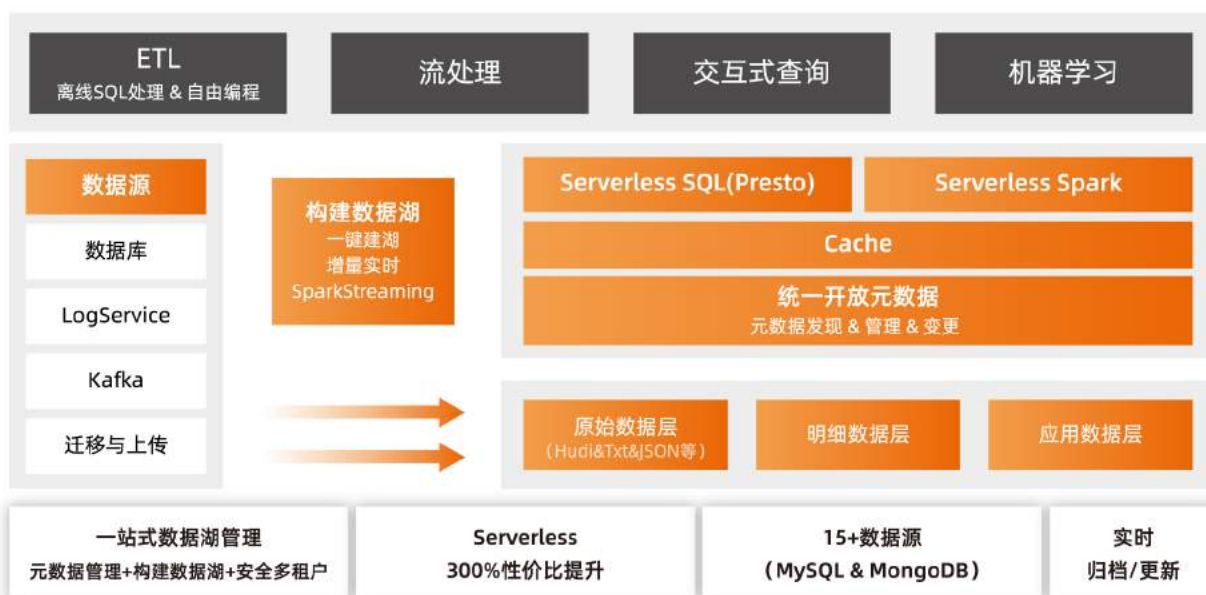 ETL
离线SQL处理 & 自由编程
流处理
交互式查询
机器学习
数据源
数据库
LogService
Kafka
迁移与上传
构建数据湖
一键建湖
增量实时
SparkStreaming
Serverless SQL(Presto)
Serverless Spark
Cache
统一开放元数据
元数据发现 & 管理 & 变更
原始数据层
(Hudi&Txt&JSON等)
明细数据层
应用数据层
一站式数据湖管理
元数据管理+构建数据湖+安全多租户
Serverless
300%性价比提升
15+数据源
(MySQL & MongoDB)
实时
归档/更新